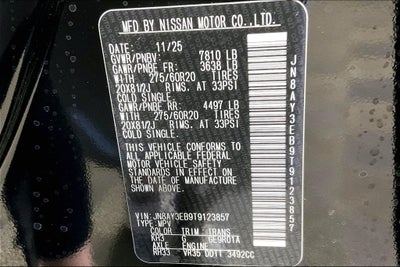 MFD BY NISSAN MOTOR CO.,LTD.
DATE: 11/25
GVWR/PNBV: 7810 LB
GAWR/PNBE FR: 3638 LB
WITH 275/60R20 TIRES
20X81/2J RIMS. AT 33PSI
COLD SINGLE.
GAWR/PNBE RR: 4497 LB
WITH 275/60R20 TIRES
20X81/2J RIMS. AT 33PSI
COLD SINGLE.
THIS VEHICLE CONFORMS TO
ALL APPLICABLE FEDERAL
MOTOR VEHICLE SAFETY
STANDARDS IN EFFECT ON
THE DATE OF MANUFACTURE
SHOWN ABOVE.
VIN: JN8AY3EB9T9123857
TYPE: MPV
COLOR TRIM TRANS
KH3 G GE9R01A
AXLE ENGINE
RH33 VR35 DDTT 3492CC
JN8AY3EB9T9123857